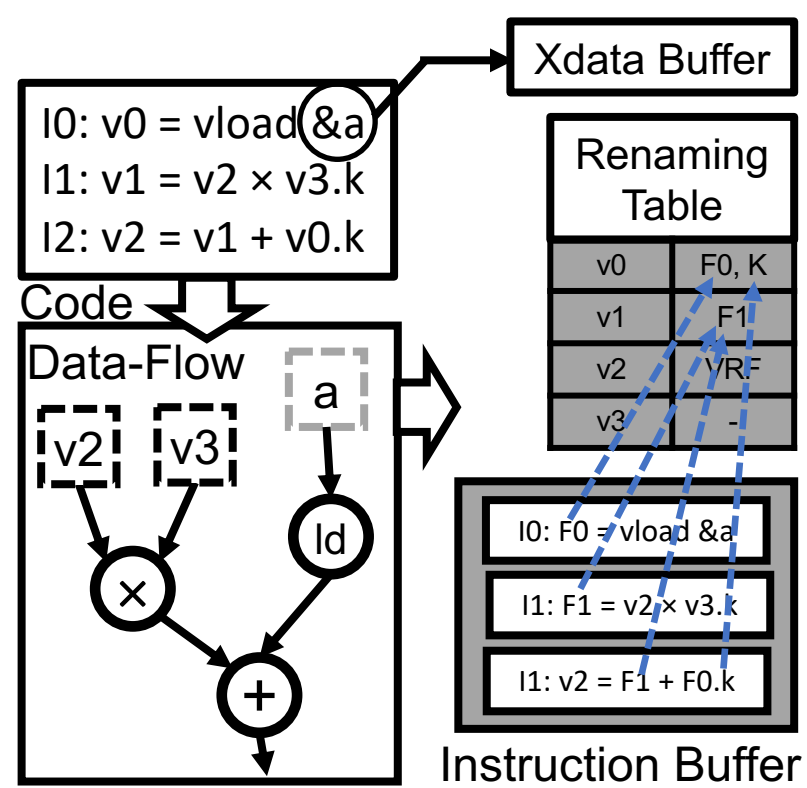 Xdata Buffer
I0: v0 = vload &a
I1: v1 = v2 × v3.k
I2: v2 = v1 + v0.k
Code
Data-Flow
a
v2
v3
ld
×
+
Renaming
Table
v0 F0, K
v1 F1
v2 VRF
v3 -
I0: F0 = vload &a
I1: F1 = v2 × v3.k
I1: v2 = F1 + F0.k
Instruction Buffer